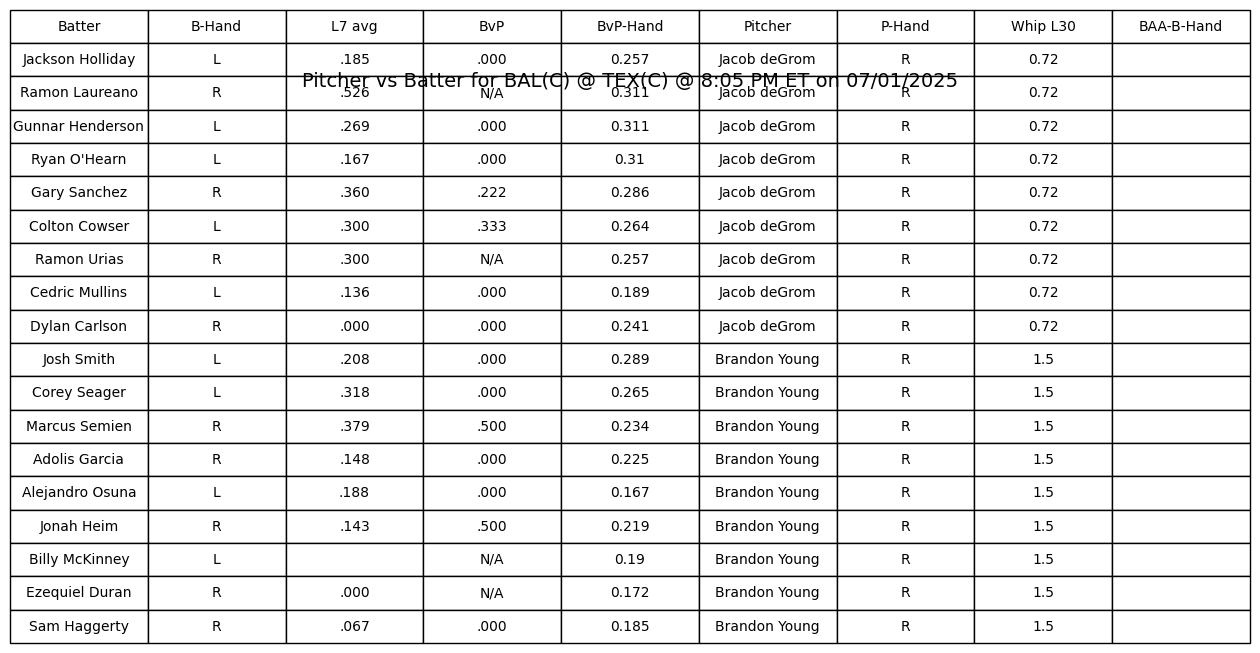 Batter B-Hand L7 avg BvP BvP-Hand Pitcher P-Hand Whip L30 BAA-B-Hand
Jackson Holliday L .185 .000 0.257 Jacob deGrom R 0.72
Pitcher vs Batter for BAL(C) @ TEX(C) @ 8:05 PM ET on 07/01/2025
Ramon Laureano R .526 N/A 0.311 Jacob deGrom R 0.72
Gunnar Henderson L .269 .000 0.311 Jacob deGrom R 0.72
Ryan O'Hearn L .167 .000 0.31 Jacob deGrom R 0.72
Gary Sanchez R .360 .222 0.286 Jacob deGrom R 0.72
Colton Cowser L .300 .333 0.264 Jacob deGrom R 0.72
Ramon Urias R .300 N/A 0.257 Jacob deGrom R 0.72
Cedric Mullins L .136 .000 0.189 Jacob deGrom R 0.72
Dylan Carlson R .000 .000 0.241 Jacob deGrom R 0.72
Josh Smith L .208 .000 0.289 Brandon Young R 1.5
Corey Seager L .318 .000 0.265 Brandon Young R 1.5
Marcus Semien R .379 .500 0.234 Brandon Young R 1.5
Adolis Garcia R .148 .000 0.225 Brandon Young R 1.5
Alejandro Osuna L .188 .000 0.167 Brandon Young R 1.5
Jonah Heim R .143 .500 0.219 Brandon Young R 1.5
Billy McKinney L N/A 0.19 Brandon Young R 1.5
Ezequiel Duran R .000 N/A 0.172 Brandon Young R 1.5
Sam Haggerty R .067 .000 0.185 Brandon Young R 1.5